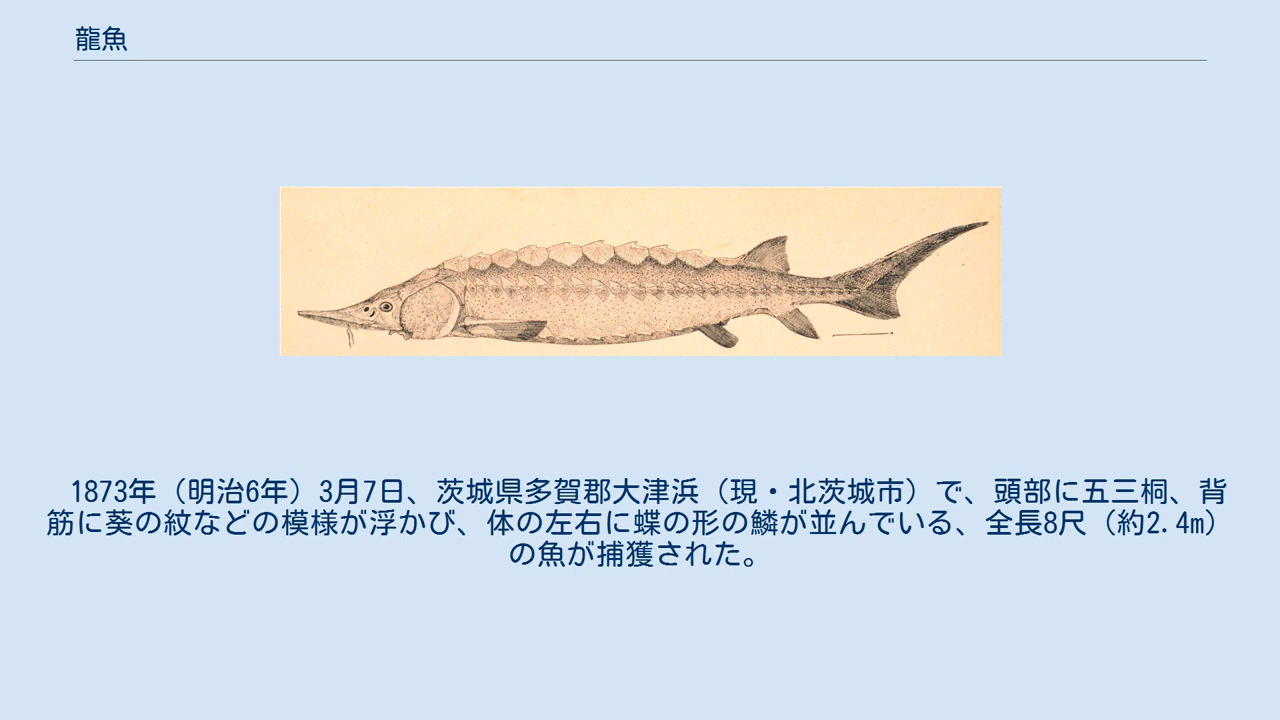 龍魚
1873年（明治6年）3月7日、茨城県多賀郡大津浜（現・北茨城市）で、頭部に五三桐、背
筋に葵の紋などの模様が浮かび、体の左右に蝶の形の鱗が並んでいる、全長8尺（約2.4m）
の魚が捕獲された。